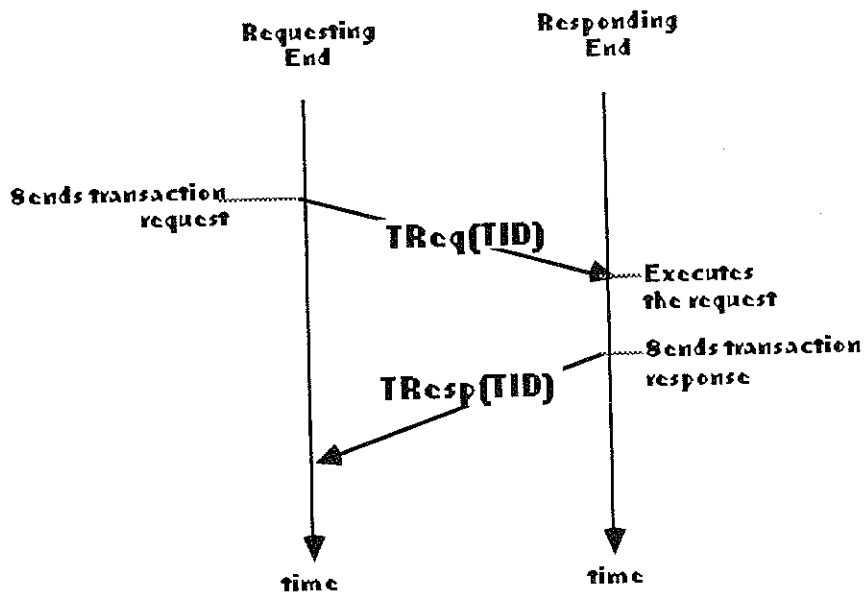 Requesting
End
Responding
End
Sends transaction
request
TReq(TID)
Executes
the request
Sends transaction
response
TResp(TID)
time
time